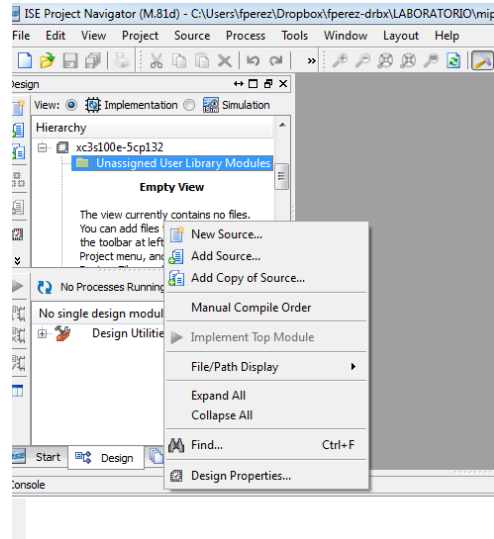 ISE Project Navigator (M.81d) - C:\Users\fperez\Dropbox\fperez-drbx\LABORATORIO\mip
File Edit View Project Source Process Tools Window Layout Help
»
Design
View: Implementation Simulation
Hierarchy
xc3s100e-5cp132
Unassigned User Library Modules
Empty View
The view currently contains no files.
You can add files
the toolbar at left
Project menu, and
No Processes Running
No single design modul
Design Utilitie
New Source...
Add Source...
Add Copy of Source...
Manual Compile Order
Implement Top Module
File/Path Display
Expand All
Collapse All
Find... Ctrl+F
Design Properties...
Start Design
Console